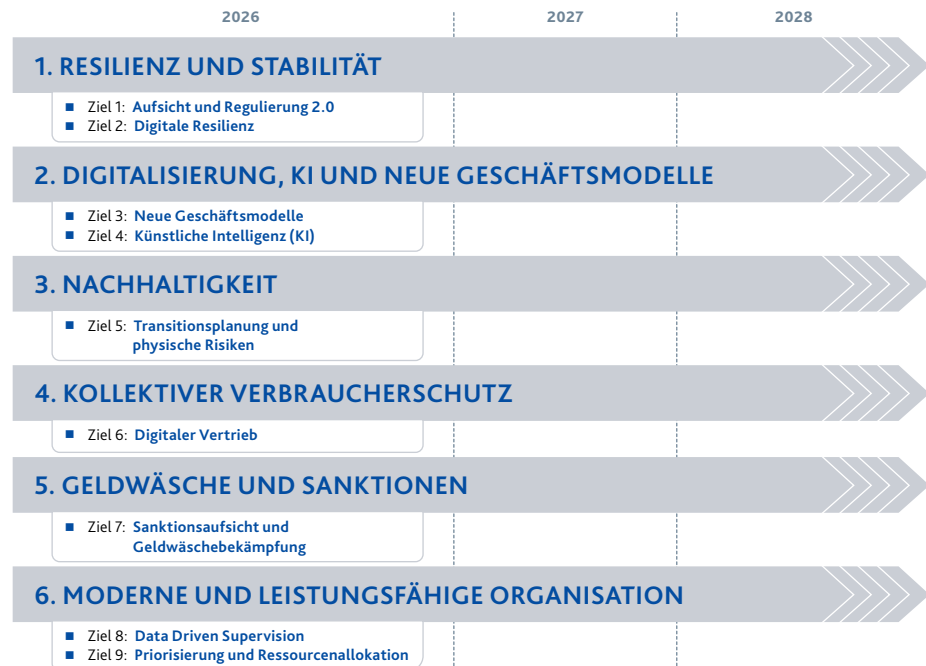 2026 2027 2028
1. RESILIENZ UND STABILITÄT
Ziel 1: Aufsicht und Regulierung 2.0
Ziel 2: Digitale Resilienz
2. DIGITALISIERUNG, KI UND NEUE GESCHÄFTSMODELLE
Ziel 3: Neue Geschäftsmodelle
Ziel 4: Künstliche Intelligenz (KI)
3. NACHHALTIGKEIT
Ziel 5: Transitionsplanung und
physische Risiken
4. KOLLEKTIVER VERBRAUCHERSCHUTZ
Ziel 6: Digitaler Vertrieb
5. GELDWÄSCHE UND SANKTIONEN
Ziel 7: Sanktionsaufsicht und
Geldwäschebekämpfung
6. MODERNE UND LEISTUNGSFÄHIGE ORGANISATION
Ziel 8: Data Driven Supervision
Ziel 9: Priorisierung und Ressourcenallokation